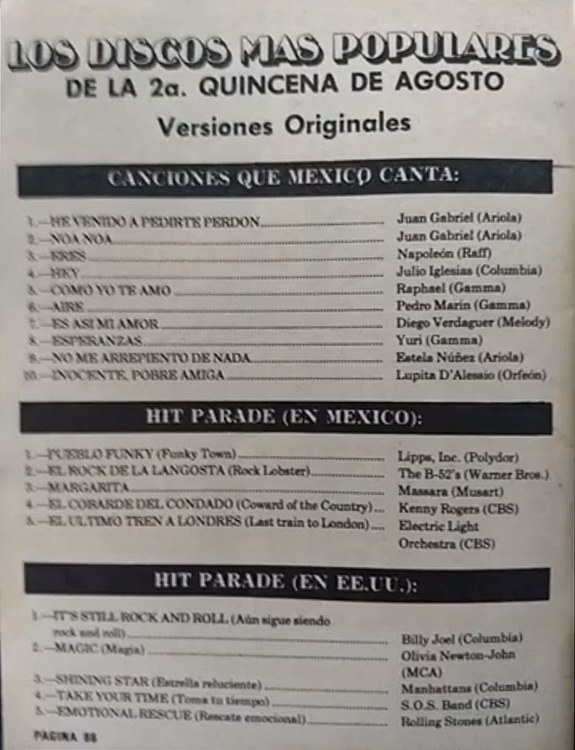 LOS DISCOS MAS POPULARES
DE LA 2a. QUINCENA DE AGOSTO
Versiones Originales
CANCIONES QUE MEXICO CANTA:
1.—HE VENIDO A PEDIRTE PERDON........ Juan Gabriel (Ariola)
2.—NOA NOA........ Juan Gabriel (Ariola)
3.—ERES........ Napoleón (Raff)
4.—HEY........ Julio Iglesias (Columbia)
5.—COMO YO TE AMO........ Raphael (Gamma)
6.—AIRE........ Pedro Marín (Gamma)
7.—ES ASI MI AMOR........ Diego Verdaguer (Melody)
8.—ESPERANZAS........ Yuri (Gamma)
9.—NO ME ARREPIENTO DE NADA........ Estela Núñez (Ariola)
10.—INOCENTE, POBRE AMIGA........ Lupita D'Alessio (Orfeón)
HIT PARADE (EN MEXICO):
1.—PUEBLO FUNKY (Funky Town)........ Lipps, Inc. (Polydor)
2.—EL ROCK DE LA LANGOSTA (Rock Lobster)........ The B-52's (Warner Bros.)
3.—MARGARITA........ Massara (Musart)
4.—EL COBARDE DEL CONDADO (Coward of the Country)... Kenny Rogers (CBS)
5.—EL ULTIMO TREN A LONDRES (Last train to London).... Electric Light
Orchestra (CBS)
HIT PARADE (EN EE.UU.):
1.—IT'S STILL ROCK AND ROLL (Aún sigue siendo
rock and roll)........ Billy Joel (Columbia)
2.—MAGIC (Magia)........ Olivia Newton-John
(MCA)
3.—SHINING STAR (Estrella reluciente)........ Manhattans (Columbia)
4.—TAKE YOUR TIME (Toma tu tiempo)........ S.O.S. Band (CBS)
5.—EMOTIONAL RESCUE (Rescate emocional)........ Rolling Stones (Atlantic)
PAGINA 88